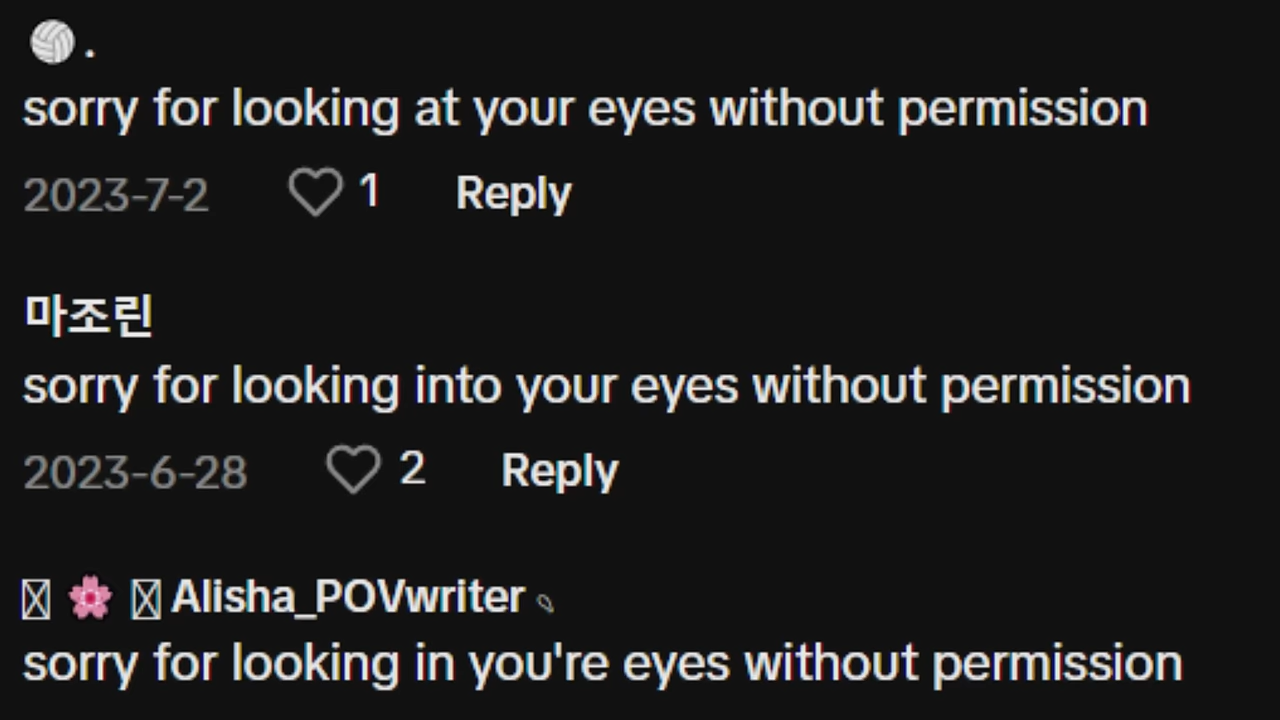 🏐.
sorry for looking at your eyes without permission
2023-7-2 ♡ 1 Reply
마조린
sorry for looking into your eyes without permission
2023-6-28 ♡ 2 Reply
🌸 Alisha_POVwriter
sorry for looking in you're eyes without permission